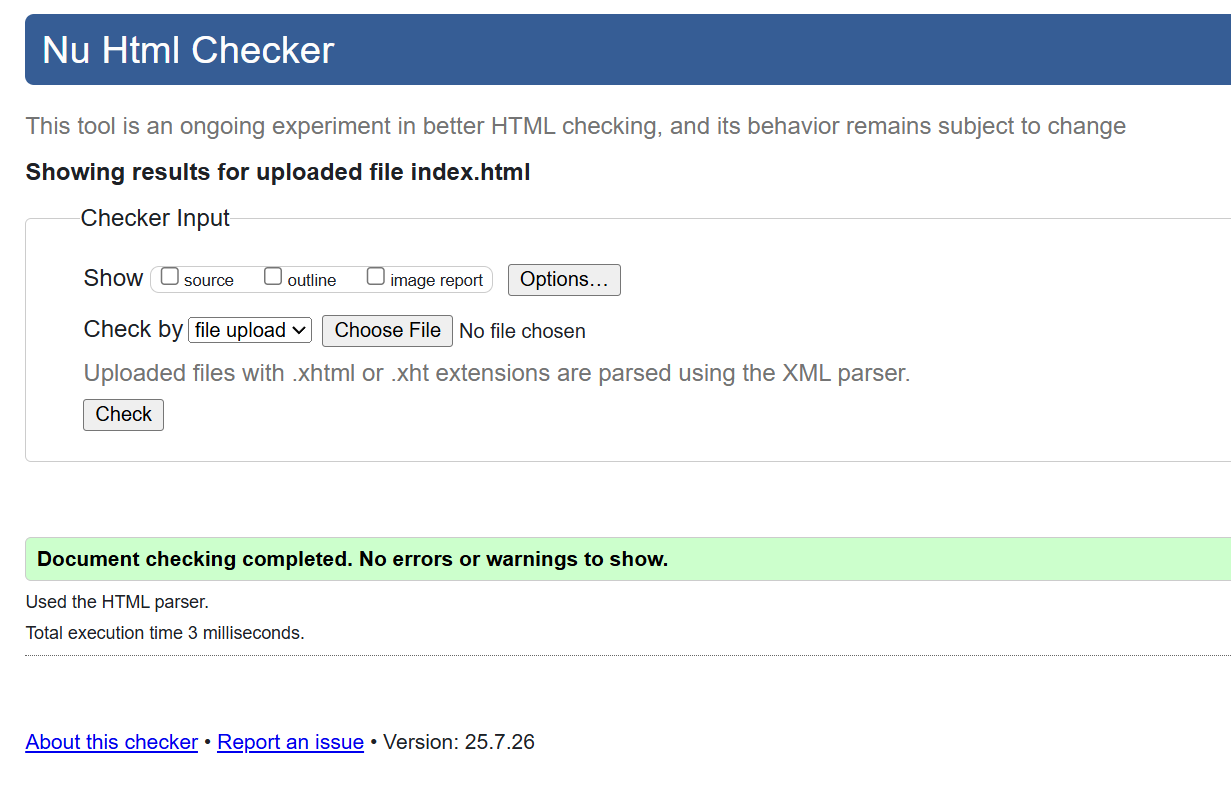 Nu Html Checker
This tool is an ongoing experiment in better HTML checking, and its behavior remains subject to change
Showing results for uploaded file index.html
Checker Input
Show source outline image report Options...
Check by file upload Choose File No file chosen
Uploaded files with .xhtml or .xht extensions are parsed using the XML parser.
Check
Document checking completed. No errors or warnings to show.
Used the HTML parser.
Total execution time 3 milliseconds.
About this checker • Report an issue • Version: 25.7.26